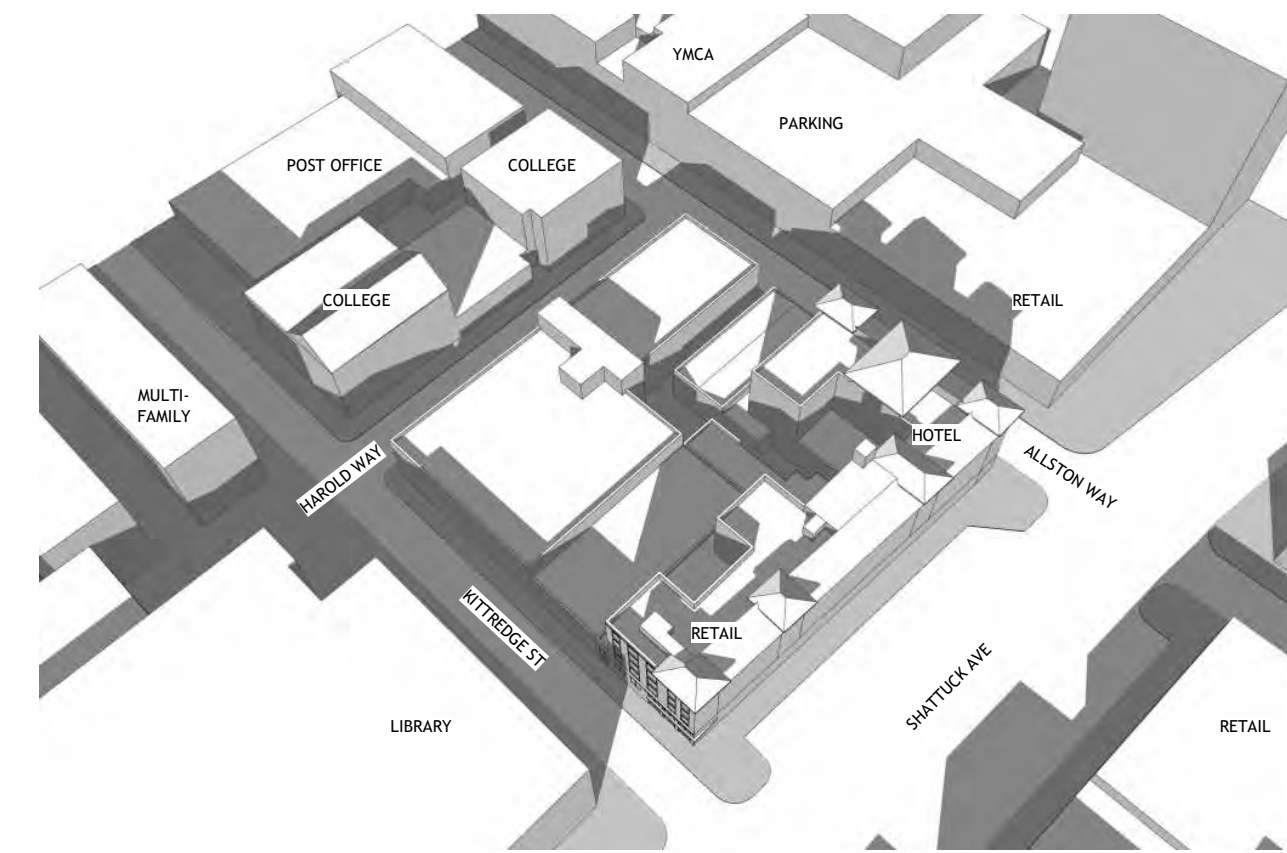 YMCA
PARKING
POST OFFICE
COLLEGE
COLLEGE
RETAIL
MULTI-
FAMILY
HOTEL
ALLSTON WAY
HAROLD WAY
KITTREDGE ST
RETAIL
SHATTUCK AVE
LIBRARY
RETAIL